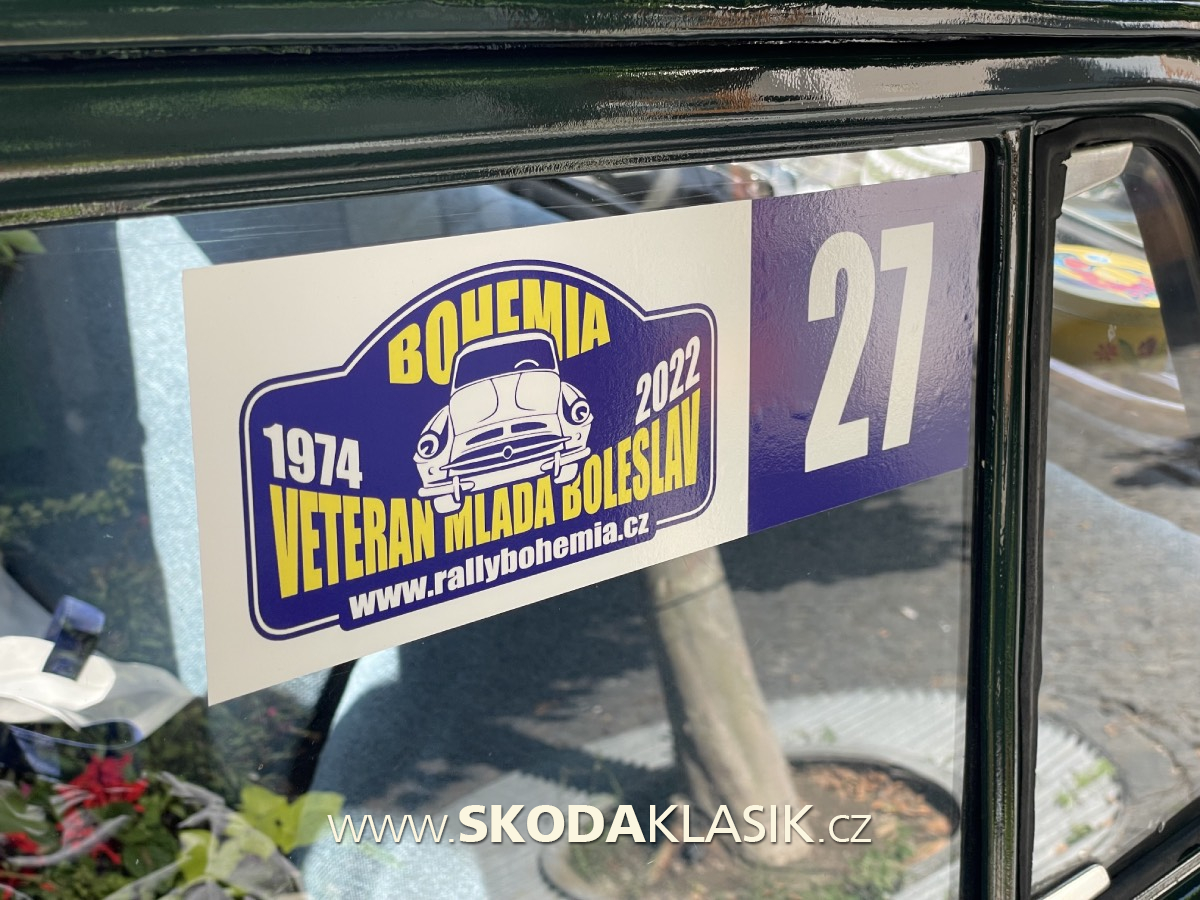 BOHEMIA
1974 2022
VETERAN MLADA BOLESLAV
www.rallybohemia.cz
27
www.SKODAKLASIK.cz